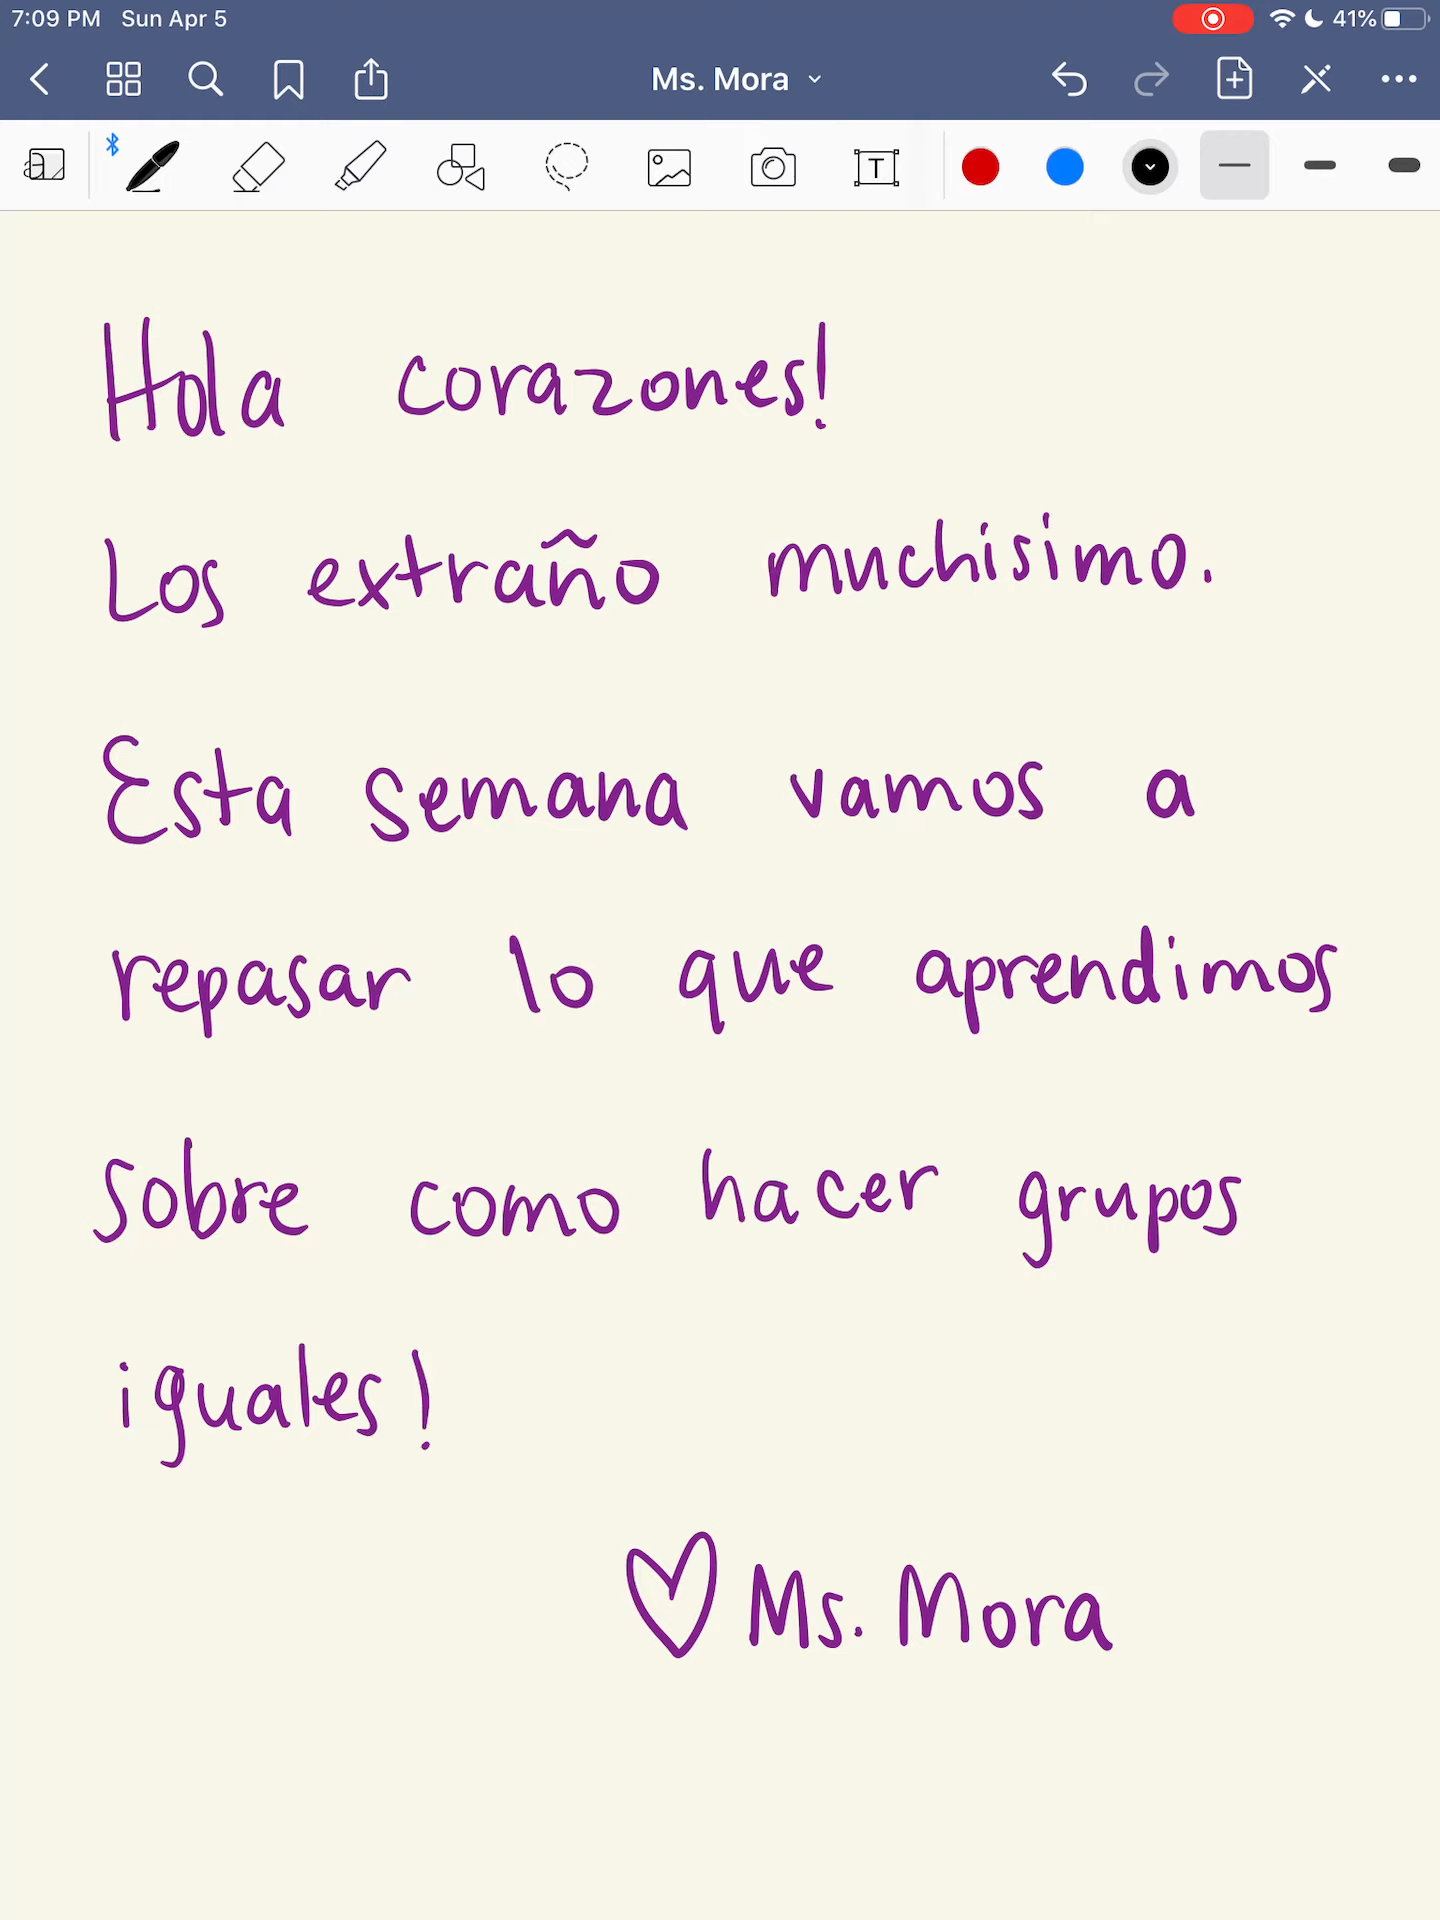 7:09 PM Sun Apr 5 41%
Ms. Mora
T
Hola corazones!
Los extraño muchisimo.
Esta semana vamos a
repasar lo que aprendimos
sobre como hacer grupos
iguales!
♡ Ms. Mora